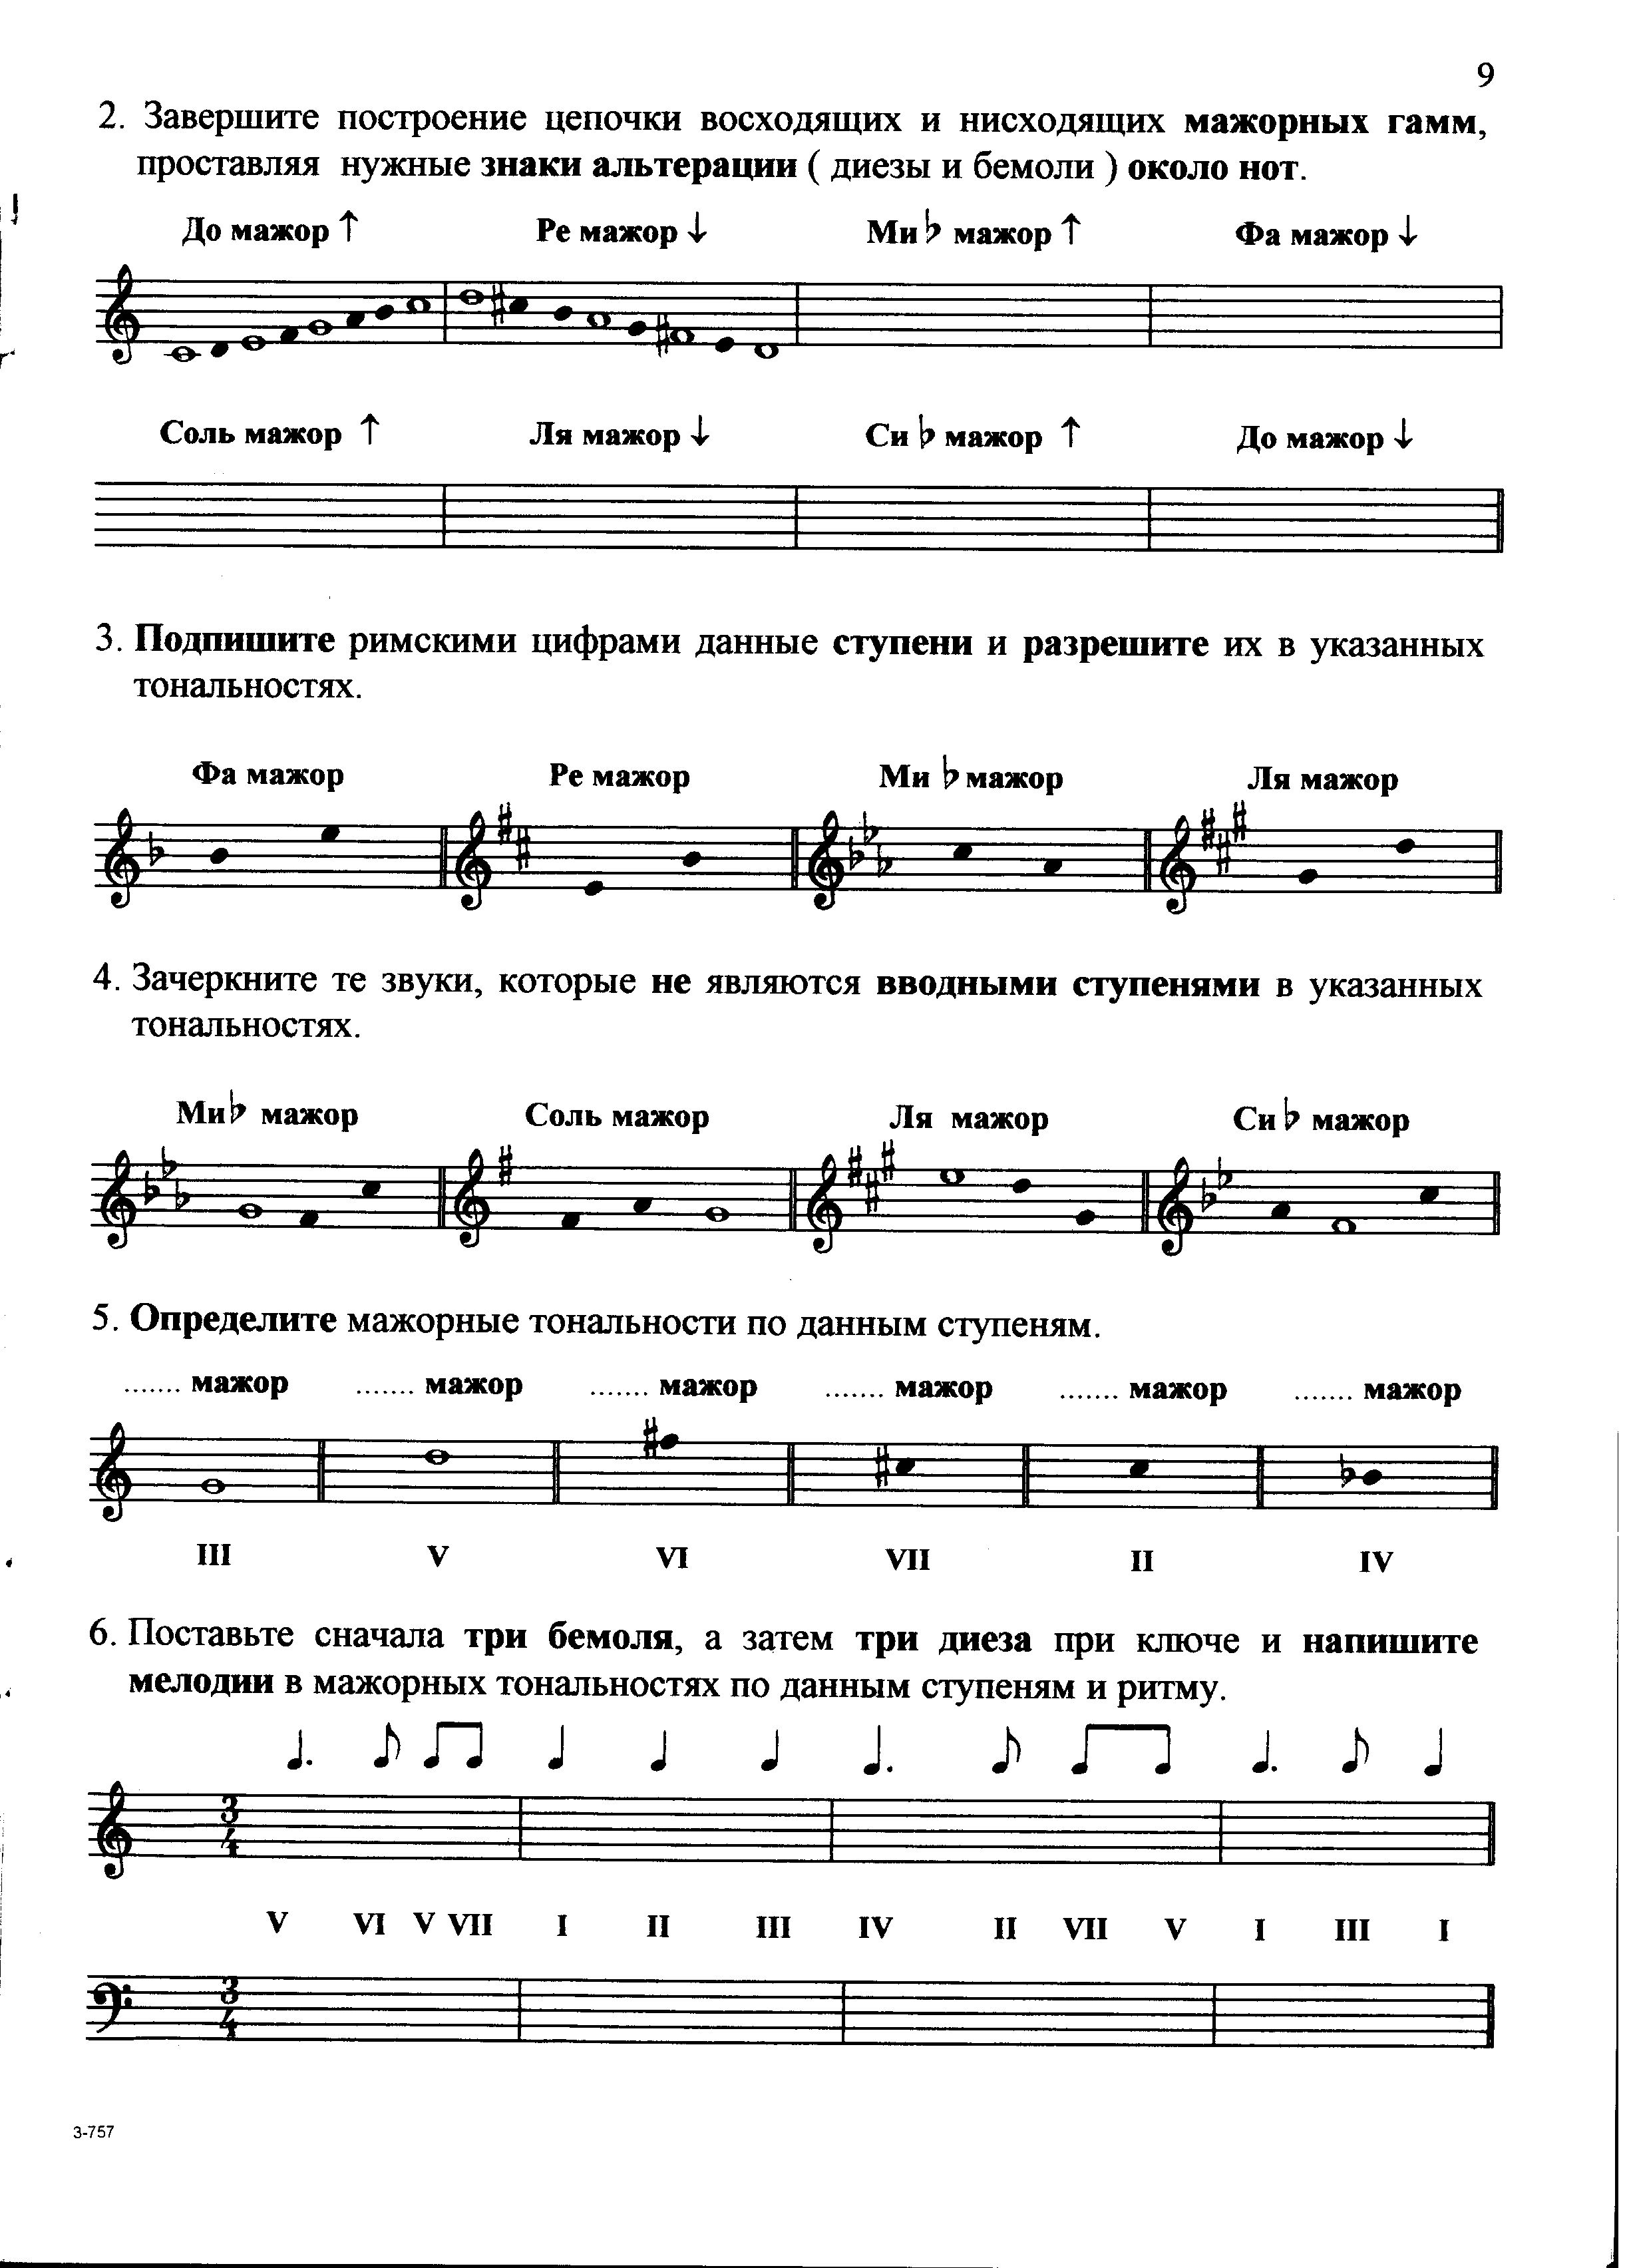 9
2. Завершите построение цепочки восходящих и нисходящих мажорных гамм,
проставляя нужные знаки альтерации ( диезы и бемоли ) около нот.
До мажор ↑ Ре мажор ↓ Ми ♭ мажор ↑ Фа мажор ↓
Соль мажор ↑ Ля мажор ↓ Си ♭ мажор ↑ До мажор ↓
3. Подпишите римскими цифрами данные ступени и разрешите их в указанных
тональностях.
Фа мажор Ре мажор Ми ♭ мажор Ля мажор
4. Зачеркните те звуки, которые не являются вводными ступенями в указанных
тональностях.
Ми ♭ мажор Соль мажор Ля мажор Си ♭ мажор
5. Определите мажорные тональности по данным ступеням.
....... мажор ....... мажор ....... мажор ....... мажор ....... мажор ....... мажор
III V VI VII II IV
6. Поставьте сначала три бемоля, а затем три диеза при ключе и напишите
мелодии в мажорных тональностях по данным ступеням и ритму.
3
4
V VI V VII I II III IV II VII V I III I
3
4
3-757